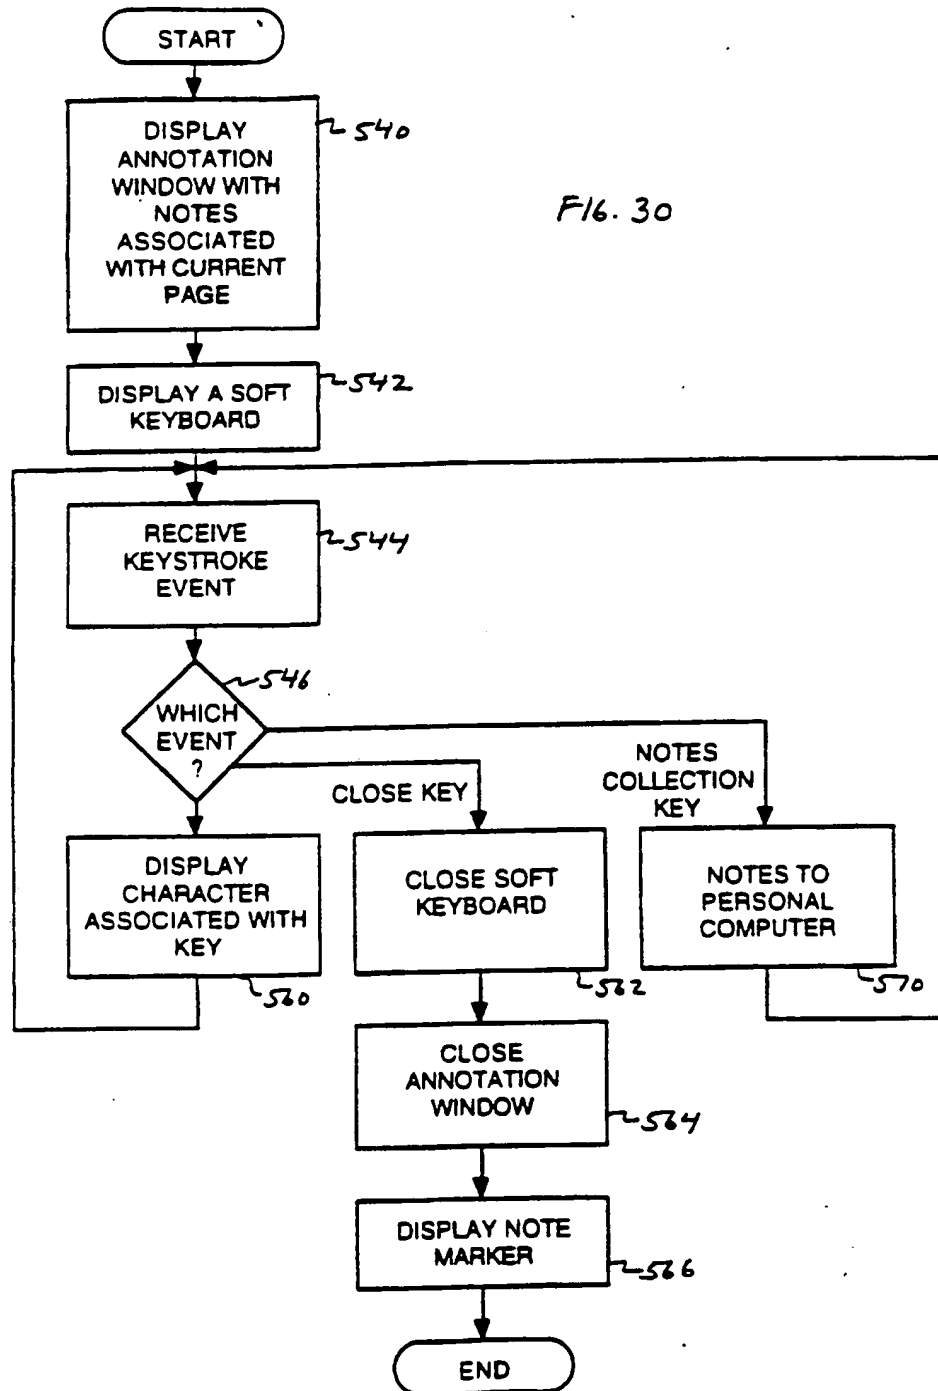 START
DISPLAY
ANNOTATION
WINDOW WITH
NOTES
ASSOCIATED
WITH CURRENT
PAGE
540
FIG. 30
DISPLAY A SOFT
KEYBOARD
542
RECEIVE
KEYSTROKE
EVENT
544
546
WHICH
EVENT
?
CLOSE KEY
NOTES
COLLECTION
KEY
DISPLAY
CHARACTER
ASSOCIATED WITH
KEY
560
CLOSE SOFT
KEYBOARD
562
NOTES TO
PERSONAL
COMPUTER
570
CLOSE
ANNOTATION
WINDOW
564
DISPLAY NOTE
MARKER
566
END